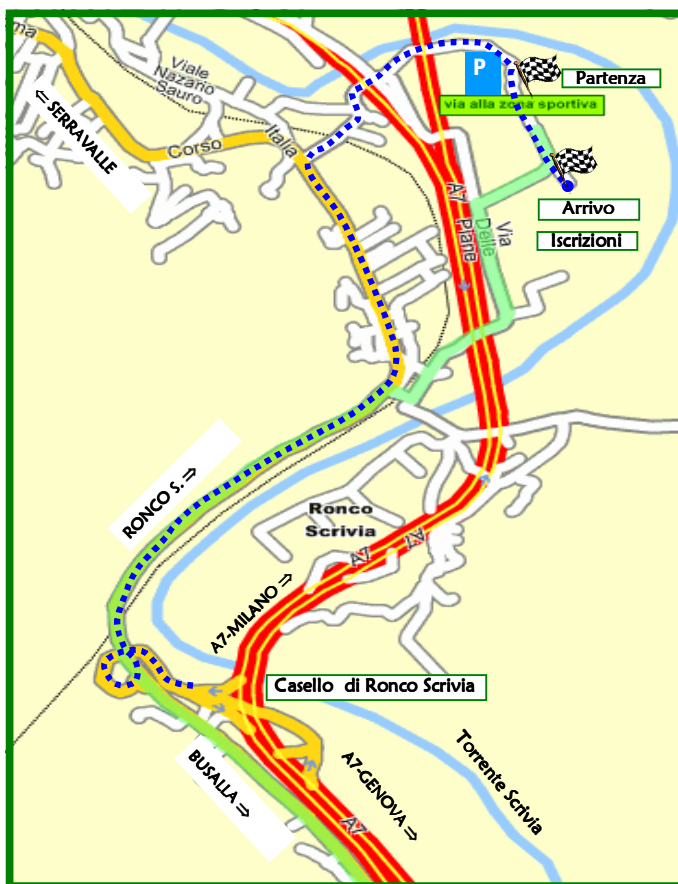 ma
Viale
Nazario
Sauro
⇐ SERRAVALLE
Corso
Italia
P
Partenza
via alla zona sportiva
A7
Via
Delle
Piane
Arrivo
Iscrizioni
RONCO S. ⇒
Ronco
Scrivia
A7
A7
A7-MILANO ⇒
Casello di Ronco Scrivia
BUSALLA ⇒
A7-GENOVA ⇒
Torrente Scrivia
A7